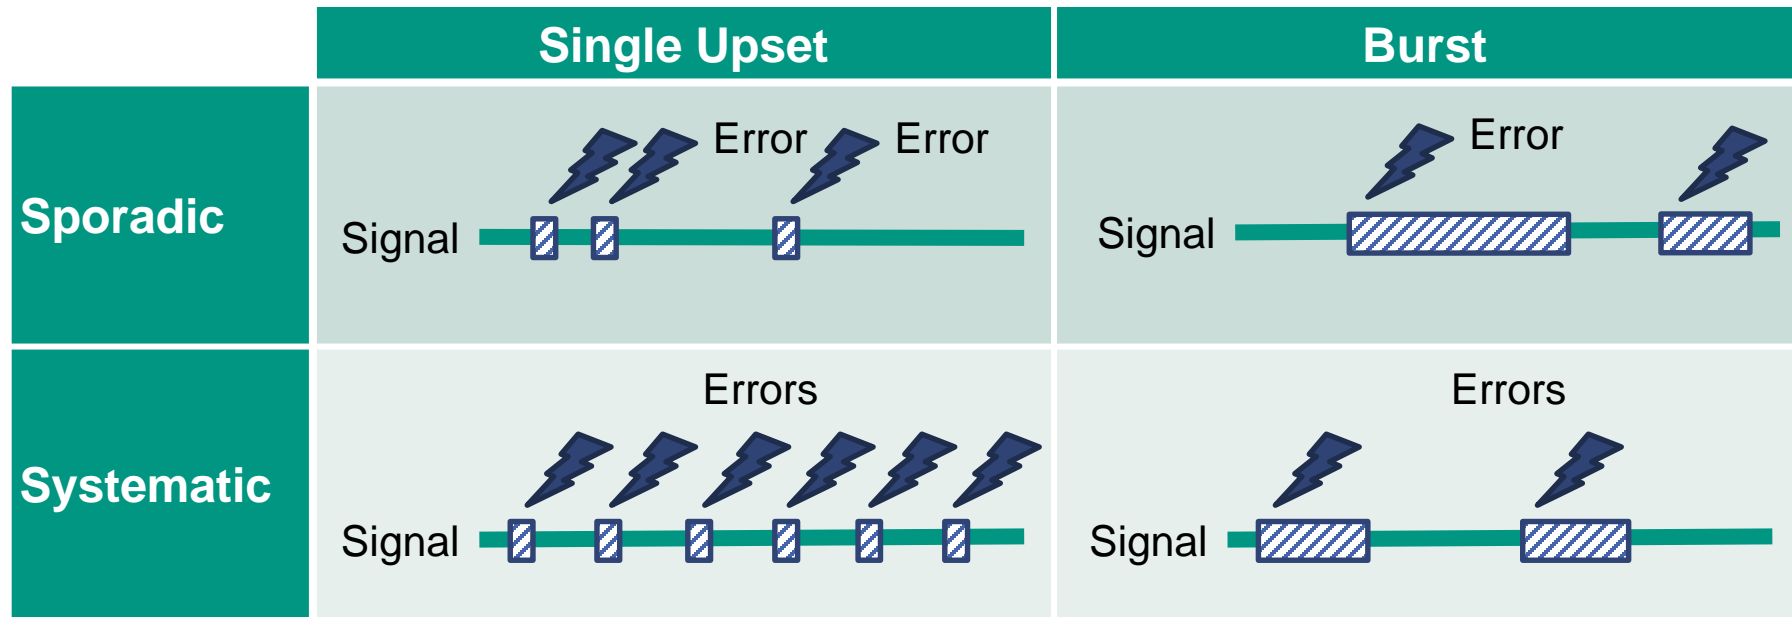 Single Upset
Burst
Sporadic
Error
Error
Signal
Error
Signal
Systematic
Errors
Signal
Errors
Signal